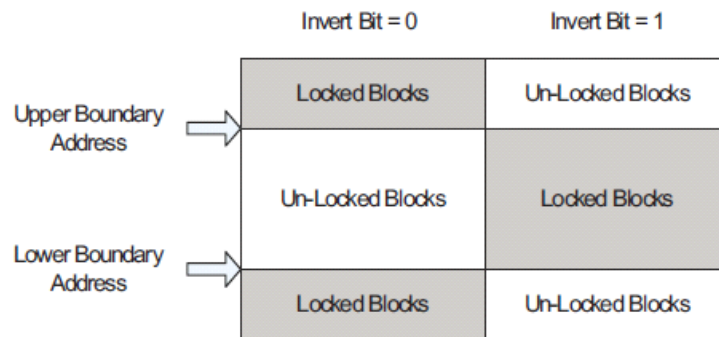 Invert Bit = 0 Invert Bit = 1
Locked Blocks Un-Locked Blocks
Upper Boundary
Address
Un-Locked Blocks Locked Blocks
Lower Boundary
Address
Locked Blocks Un-Locked Blocks